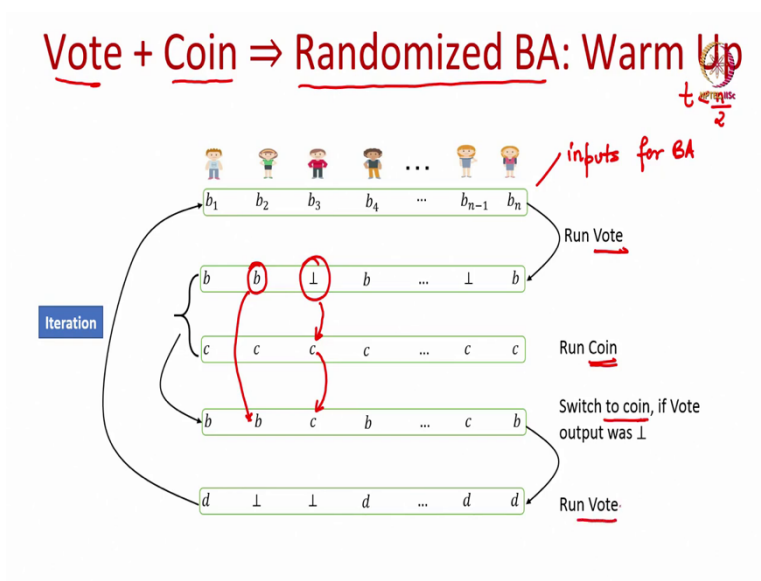 Vote + Coin ⇒ Randomized BA: Warm Up
t < n/2
inputs for BA
b₁ b₂ b₃ b₄ ... bₙ₋₁ bₙ
Run Vote
b b ⊥ b ... ⊥ b
Iteration
c c c c ... c c
Run Coin
Switch to coin, if Vote
output was ⊥
b b c b ... c b
d ⊥ ⊥ d ... d d
Run Vote